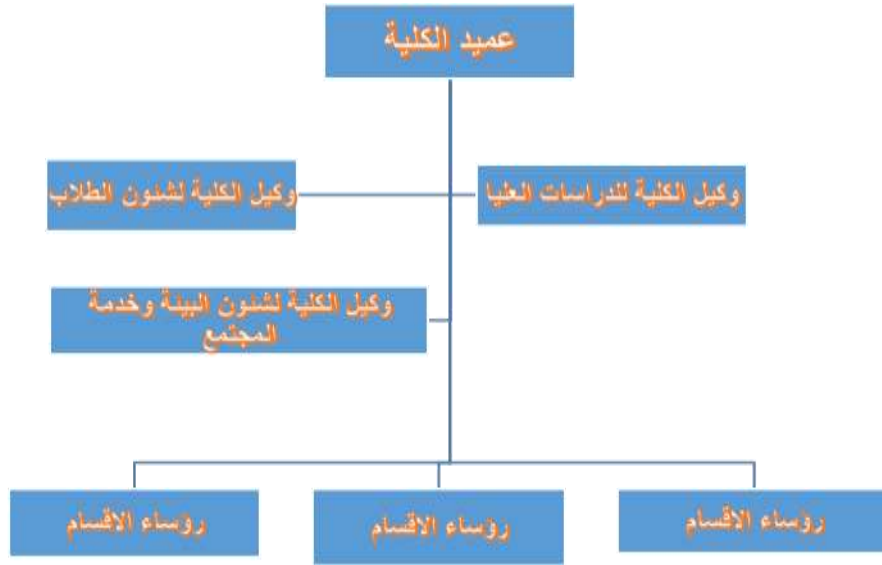 عميد الكلية
وكيل الكلية للدراسات العليا
وكيل الكلية لشئون الطلاب
وكيل الكلية لشئون البيئة وخدمة
المجتمع
رؤساء الاقسام
رؤساء الاقسام
رؤساء الاقسام